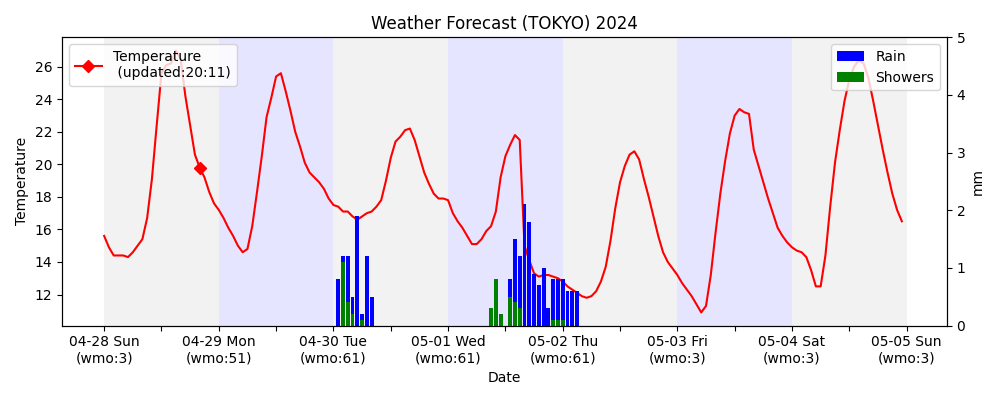 Weather Forecast (TOKYO) 2024
Temperature
(updated:20:11)
Rain
Showers
Temperature
26
24
22
20
18
16
14
12
5
4
3
2
1
0
mm
04-28 Sun
(wmo:3)
04-29 Mon
(wmo:51)
04-30 Tue
(wmo:61)
05-01 Wed
(wmo:61)
05-02 Thu
(wmo:61)
05-03 Fri
(wmo:3)
05-04 Sat
(wmo:3)
05-05 Sun
(wmo:3)
Date